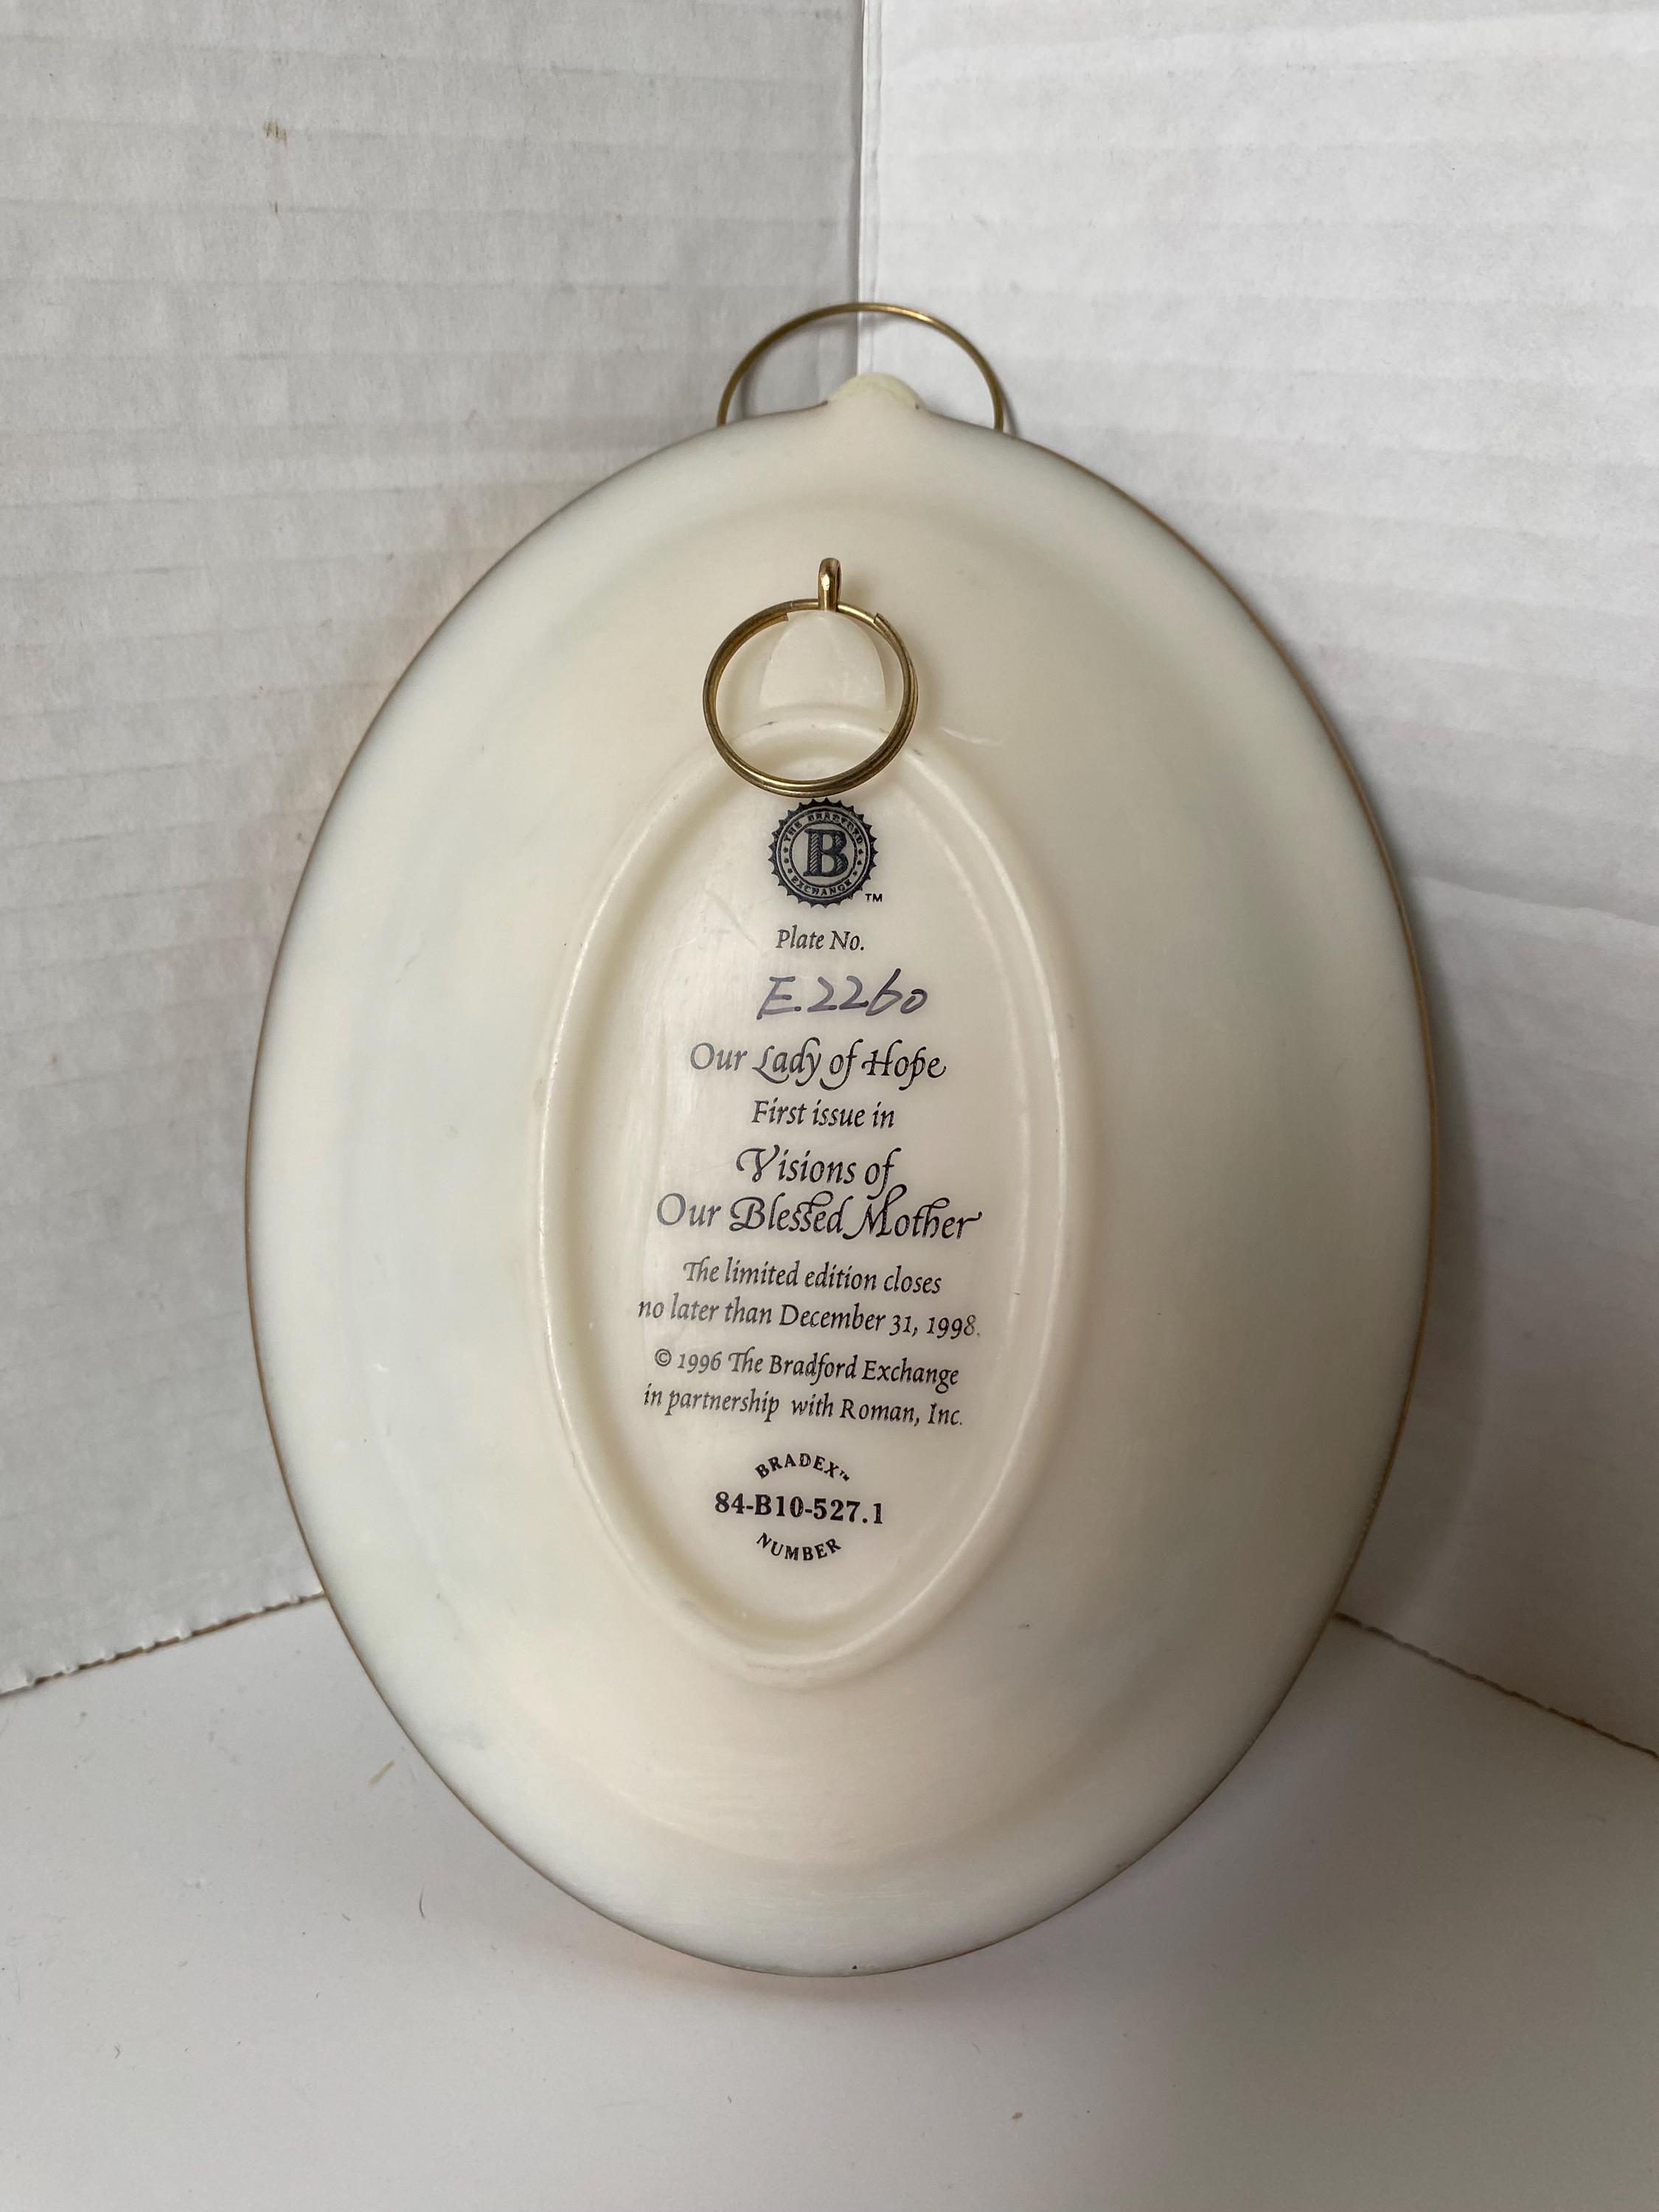 THE BRADFORD
B
EXCHANGE
TM
Plate No.
E.2260
Our Lady of Hope
First issue in
Visions of
Our Blessed Mother
The limited edition closes
no later than December 31, 1998.
© 1996 The Bradford Exchange
in partnership with Roman, Inc.
BRADEX™
84-B10-527.1
NUMBER